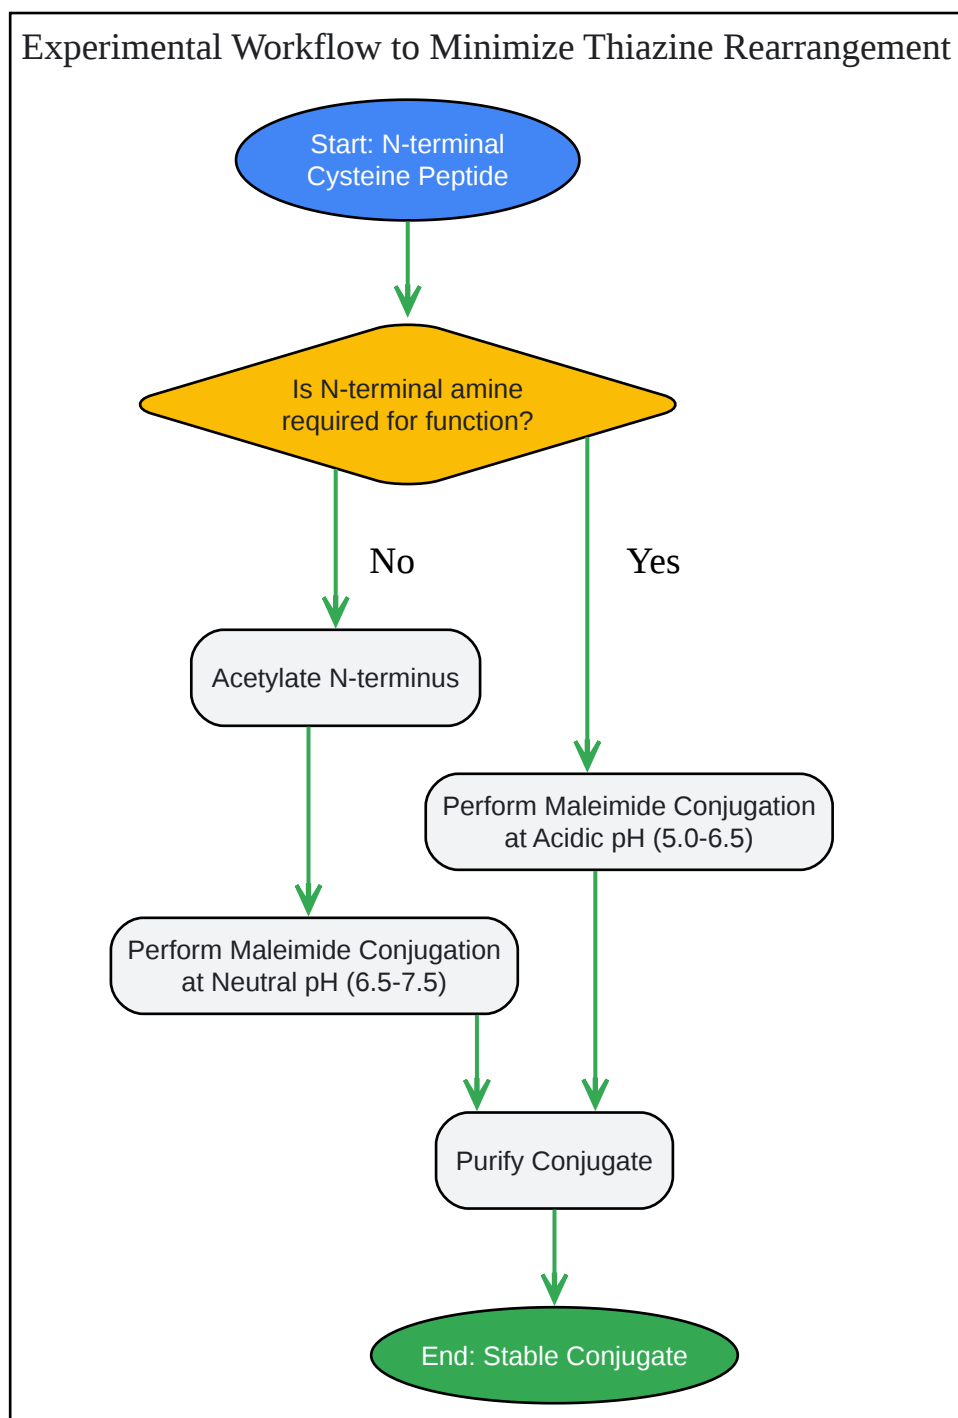 Experimental Workflow to Minimize Thiazine Rearrangement
Start: N-terminal
Cysteine Peptide
Is N-terminal amine
required for function?
No
Yes
Acetylate N-terminus
Perform Maleimide Conjugation
at Acidic pH (5.0-6.5)
Perform Maleimide Conjugation
at Neutral pH (6.5-7.5)
Purify Conjugate
End: Stable Conjugate